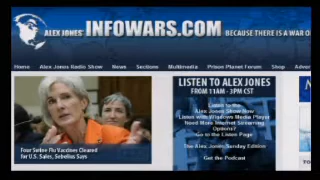 ALEX JONES' INFOWARS.COM BECAUSE THERE IS A WAR O
Home Alex Jones Radio Show News Sections Multimedia Prison Planet Forum Shop Adver
LISTEN TO ALEX JONES
FROM 11AM - 3PM CST
Listen to the
Alex Jones Show Now
Listen with Windows Media Player
Need More Internet Streaming
Options?
Go to the Listen Page
The Alex Jones Sunday Edition
Get the Podcast
Four Swine Flu Vaccines Cleared
for U.S. Sales, Sebelius Says